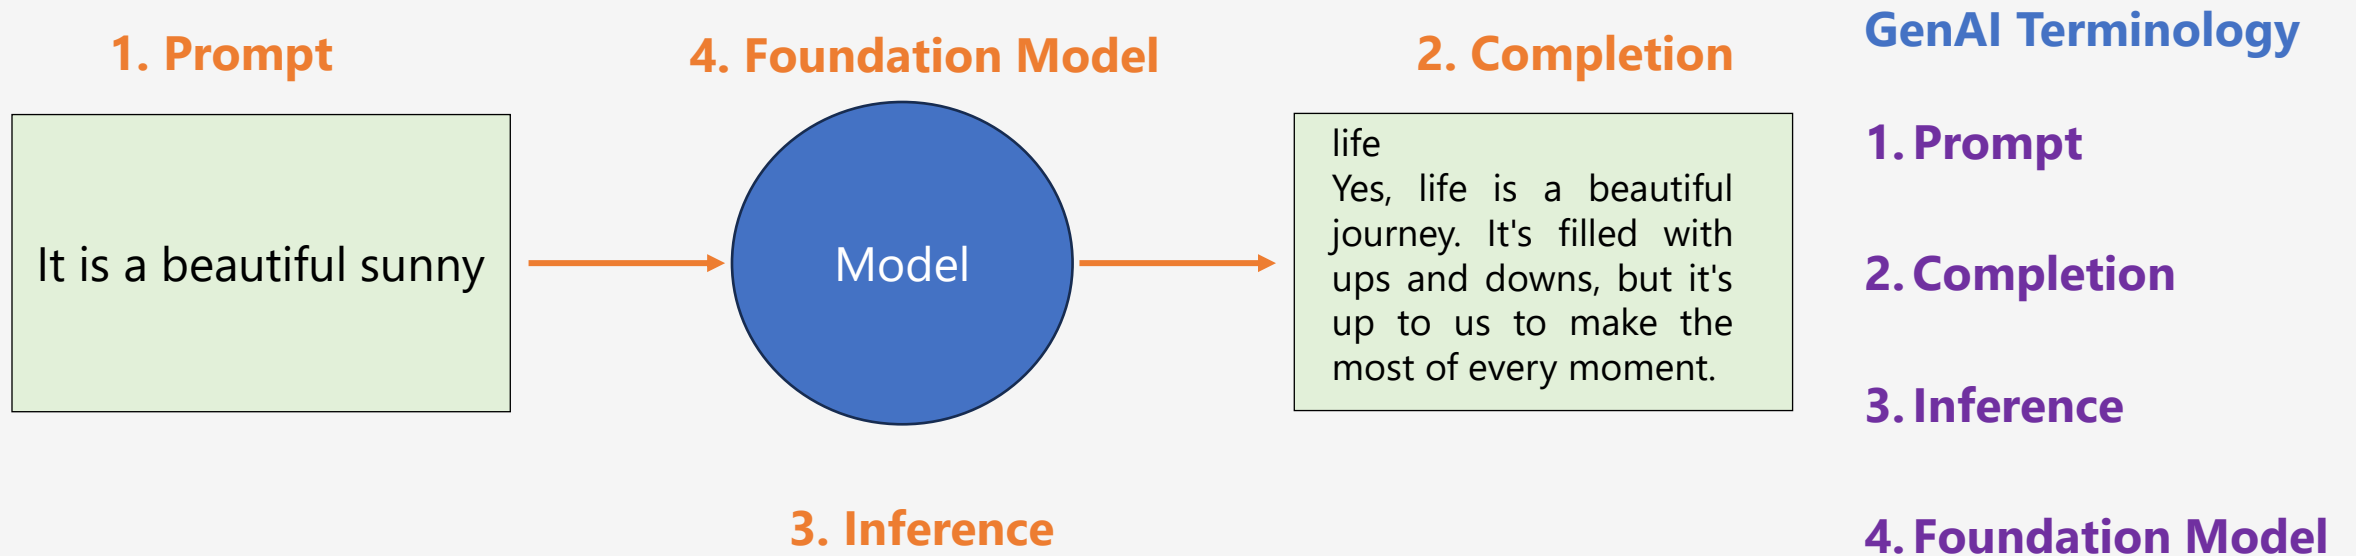 1. Prompt
4. Foundation Model
2. Completion
It is a beautiful sunny
Model
life
Yes, life is a beautiful
journey. It's filled with
ups and downs, but it's
up to us to make the
most of every moment.
3. Inference
GenAI Terminology
1. Prompt
2. Completion
3. Inference
4. Foundation Model